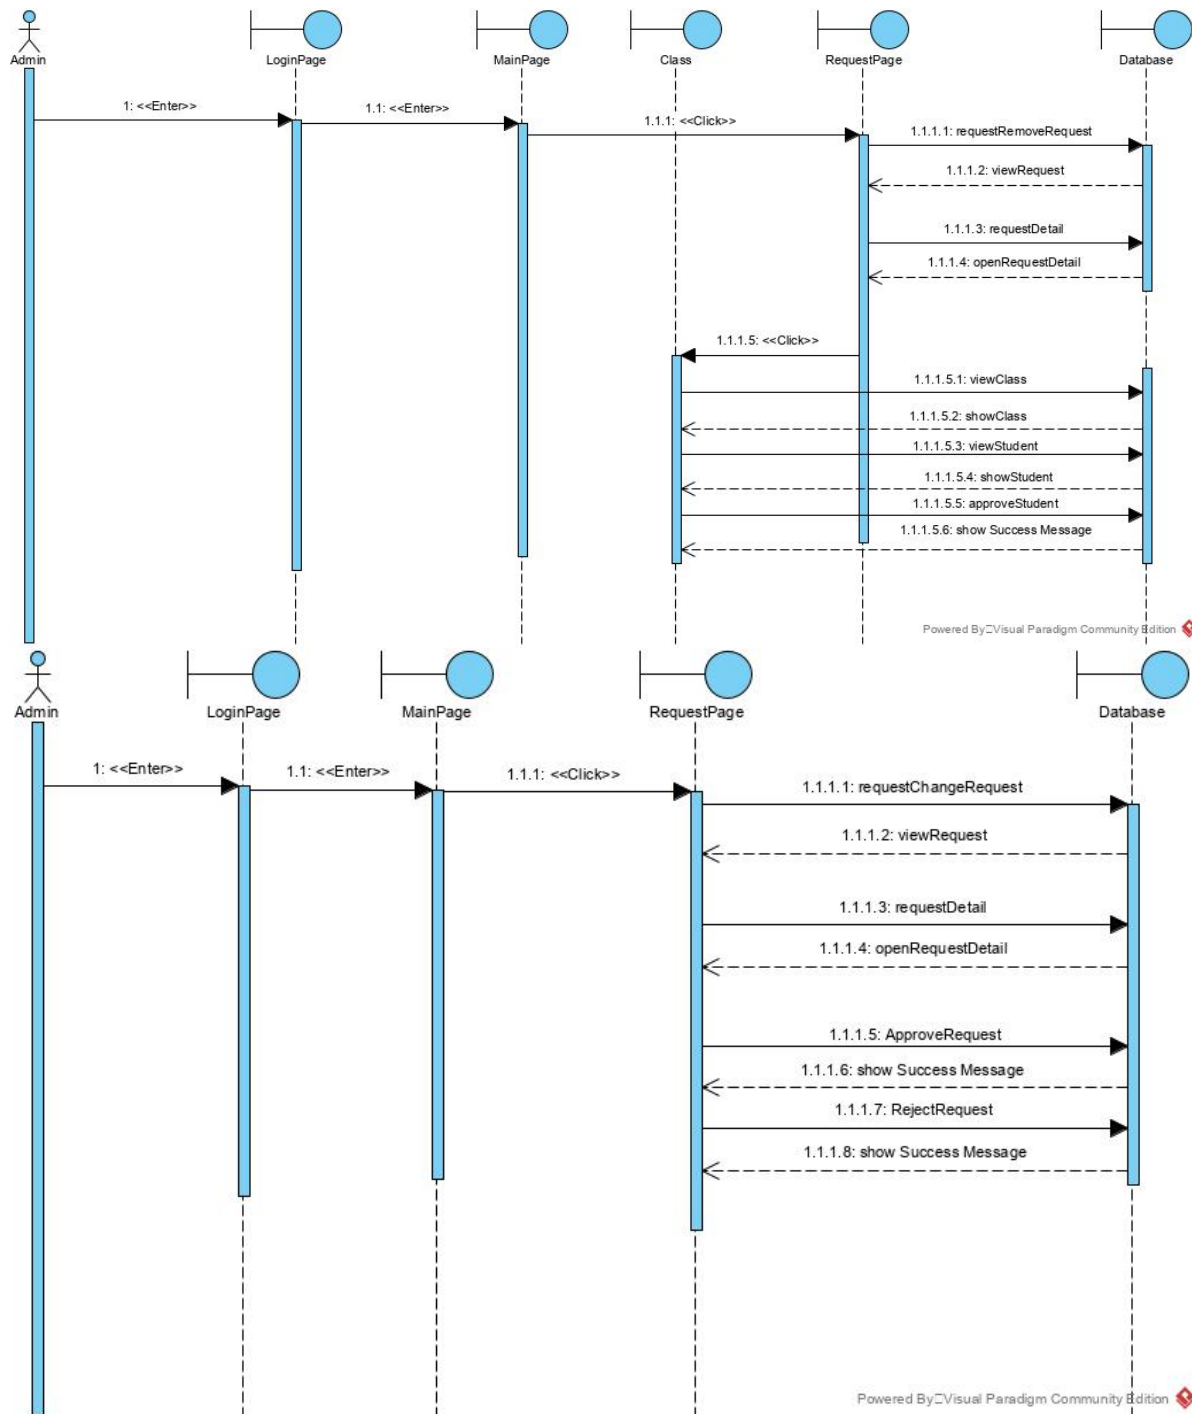 Admin
LoginPage
MainPage
Class
RequestPage
Database
1: <<Enter>>
1.1: <<Enter>>
1.1.1: <<Click>>
1.1.1.1: requestRemoveRequest
1.1.1.2: viewRequest
1.1.1.3: requestDetail
1.1.1.4: openRequestDetail
1.1.1.5: <<Click>>
1.1.1.5.1: viewClass
1.1.1.5.2: showClass
1.1.1.5.3: viewStudent
1.1.1.5.4: showStudent
1.1.1.5.5: approveStudent
1.1.1.5.6: show Success Message
Powered By Visual Paradigm Community Edition
Admin
LoginPage
MainPage
RequestPage
Database
1: <<Enter>>
1.1: <<Enter>>
1.1.1: <<Click>>
1.1.1.1: requestChangeRequest
1.1.1.2: viewRequest
1.1.1.3: requestDetail
1.1.1.4: openRequestDetail
1.1.1.5: ApproveRequest
1.1.1.6: show Success Message
1.1.1.7: RejectRequest
1.1.1.8: show Success Message
Powered By Visual Paradigm Community Edition